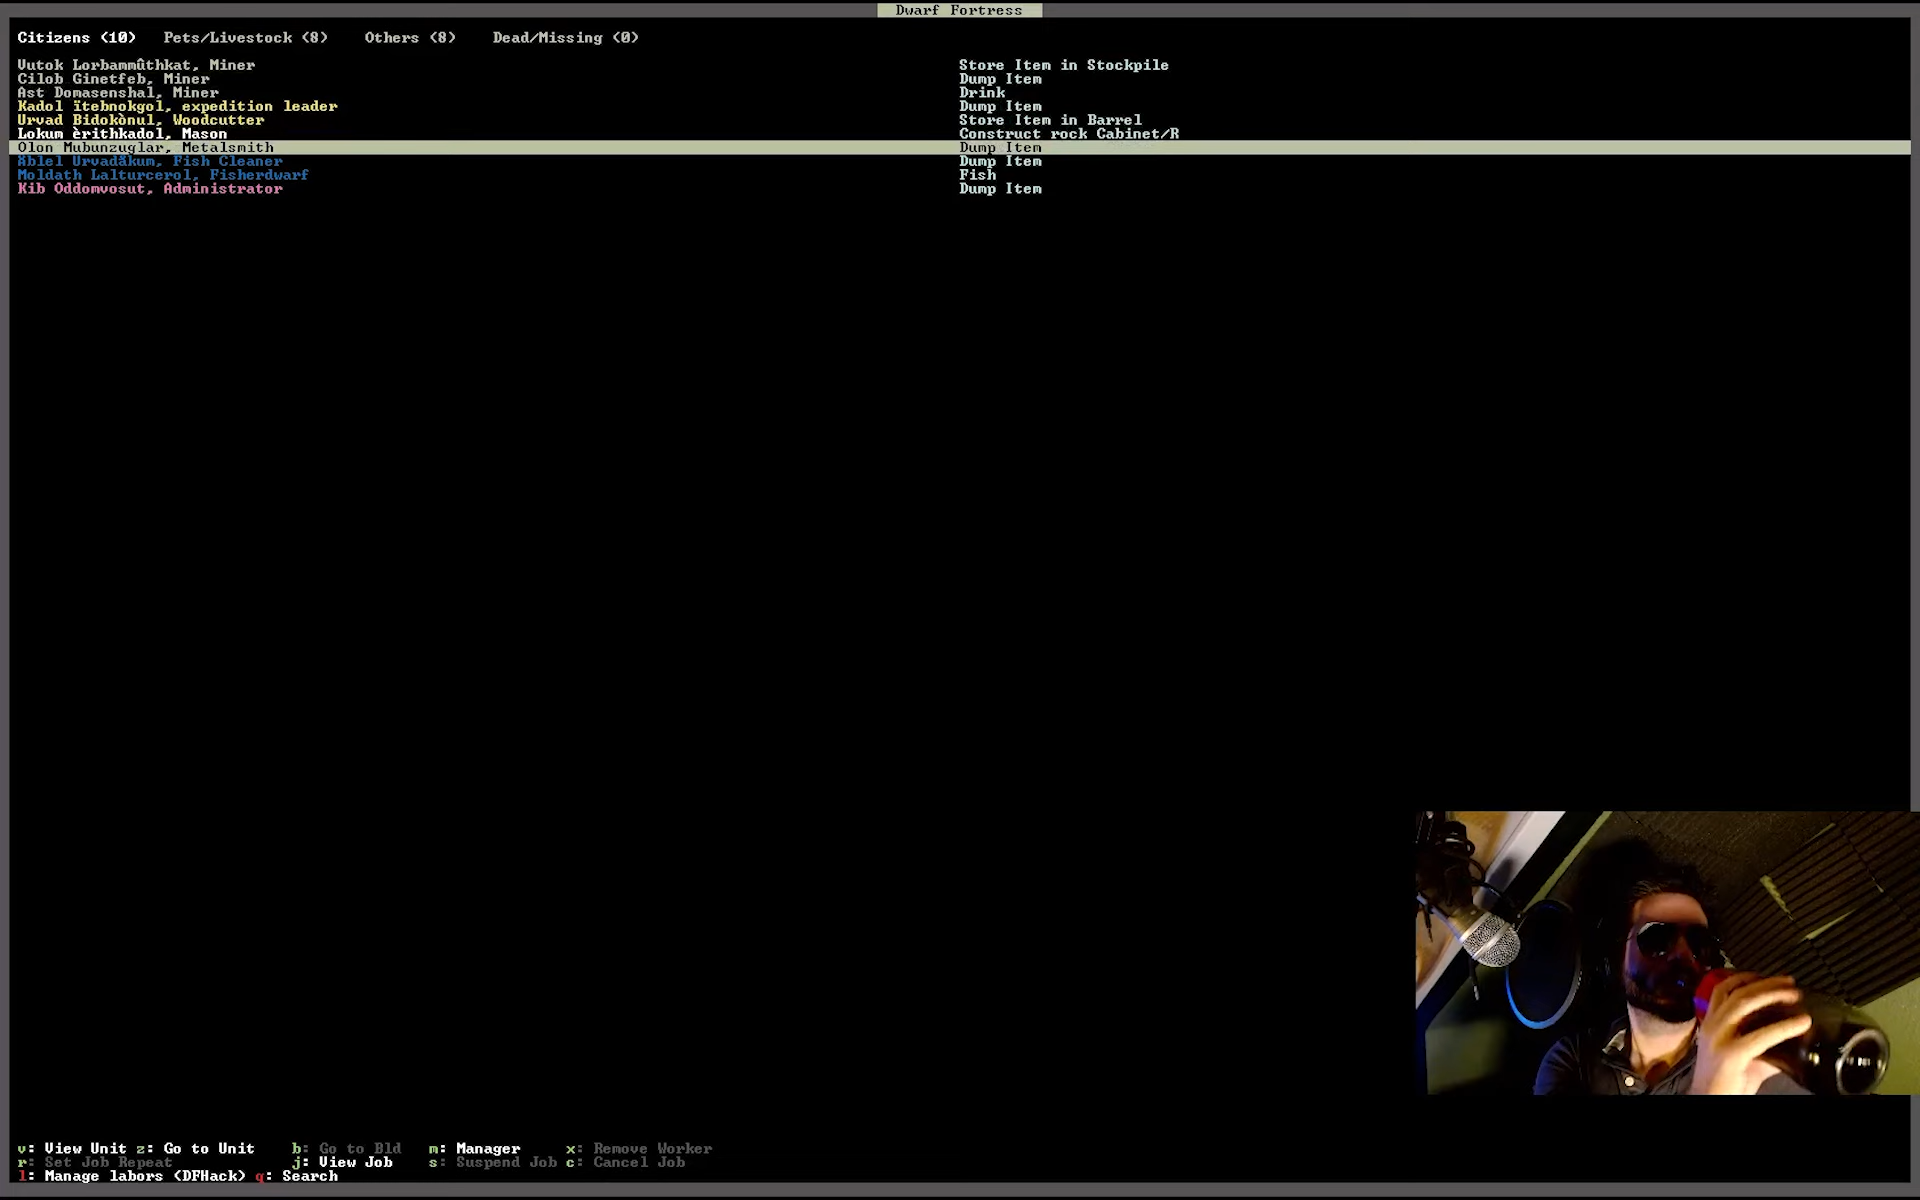 Dwarf Fortress
Citizens (10) Pets/Livestock (8) Others (8) Dead/Missing (0)
Vutok Lorbammûthkat, Miner Store Item in Stockpile
Cilob Ginetfeb, Miner Dump Item
Ast Domasenshal, Miner Drink
Kadol ïtebnokgol, expedition leader Dump Item
Urvad Bidokònul, Woodcutter Store Item in Barrel
Lokum èrithkadol, Mason Construct rock Cabinet/R
Olon Mubunzuglar, Metalsmith Dump Item
Äblel Urvadäkum, Fish Cleaner Dump Item
Moldath Lalturcerol, Fisherdwarf Fish
Kib Oddomvosut, Administrator Dump Item
v: View Unit z: Go to Unit b: Go to Bld m: Manager x: Remove Worker
r: Set Job Repeat j: View Job s: Suspend Job c: Cancel Job
l: Manage labors (DFHack) q: Search